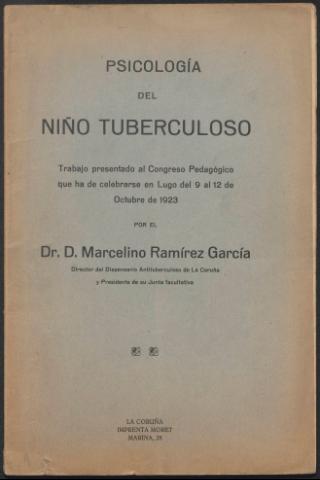 PSICOLOGÍA
DEL
NIÑO TUBERCULOSO
Trabajo presentado al Congreso Pedagógico
que ha de celebrarse en Lugo del 9 al 12 de
Octubre de 1923
POR EL
Dr. D. Marcelino Ramírez García
Director del Dispensario Antituberculoso de La Coruña
y Presidente de su Junta facultativa
LA CORUÑA
IMPRENTA MORET
MARINA, 28